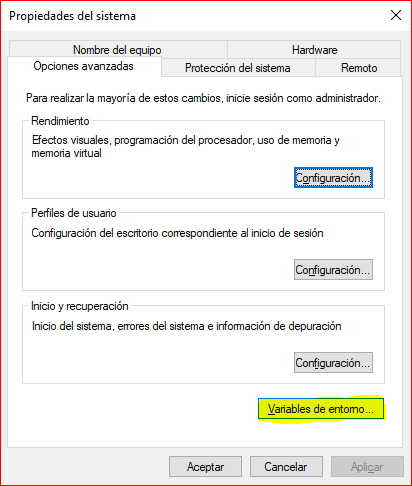 Propiedades del sistema
Nombre del equipo
Hardware
Opciones avanzadas
Protección del sistema
Remoto
Para realizar la mayoría de estos cambios, inicie sesión como administrador.
Rendimiento
Efectos visuales, programación del procesador, uso de memoria y
memoria virtual
Configuración...
Perfiles de usuario
Configuración del escritorio correspondiente al inicio de sesión
Configuración...
Inicio y recuperación
Inicio del sistema, errores del sistema e información de depuración
Configuración...
Variables de entorno...
Aceptar
Cancelar
Aplicar